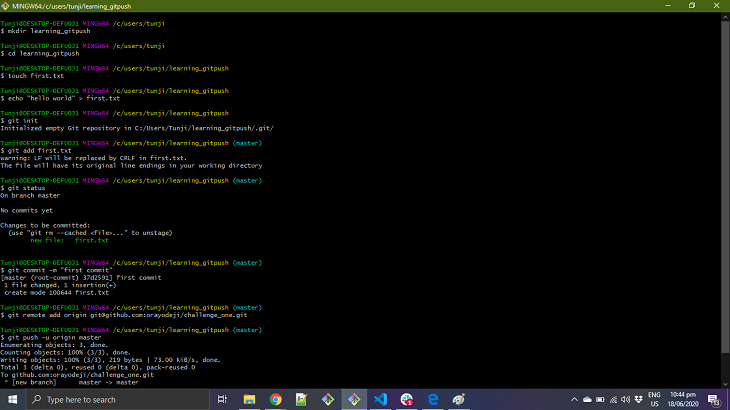 MINGW64:/c/users/tunji/learning_gitpush
Tunji@DESKTOP-OEFUOJ1 MINGW64 /c/users/tunji
$ mkdir learning_gitpush
Tunji@DESKTOP-OEFUOJ1 MINGW64 /c/users/tunji
$ cd learning_gitpush
Tunji@DESKTOP-OEFUOJ1 MINGW64 /c/users/tunji/learning_gitpush
$ touch first.txt
Tunji@DESKTOP-OEFUOJ1 MINGW64 /c/users/tunji/learning_gitpush
$ echo "hello world" > first.txt
Tunji@DESKTOP-OEFUOJ1 MINGW64 /c/users/tunji/learning_gitpush
$ git init
Initialized empty Git repository in C:/Users/Tunji/learning_gitpush/.git/
Tunji@DESKTOP-OEFUOJ1 MINGW64 /c/users/tunji/learning_gitpush (master)
$ git add first.txt
warning: LF will be replaced by CRLF in first.txt.
The file will have its original line endings in your working directory
Tunji@DESKTOP-OEFUOJ1 MINGW64 /c/users/tunji/learning_gitpush (master)
$ git status
On branch master
No commits yet
Changes to be committed:
(use "git rm --cached <file>..." to unstage)
new file: first.txt
Tunji@DESKTOP-OEFUOJ1 MINGW64 /c/users/tunji/learning_gitpush (master)
$ git commit -m "first commit"
[master (root-commit) 37d2591] first commit
1 file changed, 1 insertion(+)
create mode 100644 first.txt
Tunji@DESKTOP-OEFUOJ1 MINGW64 /c/users/tunji/learning_gitpush (master)
$ git remote add origin git@github.com:orayodeji/challenge_one.git
Tunji@DESKTOP-OEFUOJ1 MINGW64 /c/users/tunji/learning_gitpush (master)
$ git push -u origin master
Enumerating objects: 3, done.
Counting objects: 100% (3/3), done.
Writing objects: 100% (3/3), 219 bytes | 73.00 KiB/s, done.
Total 3 (delta 0), reused 0 (delta 0), pack-reused 0
To github.com:orayodeji/challenge_one.git
* [new branch] master -> master
Type here to search
ENG
US
10:44 pm
18/06/2020